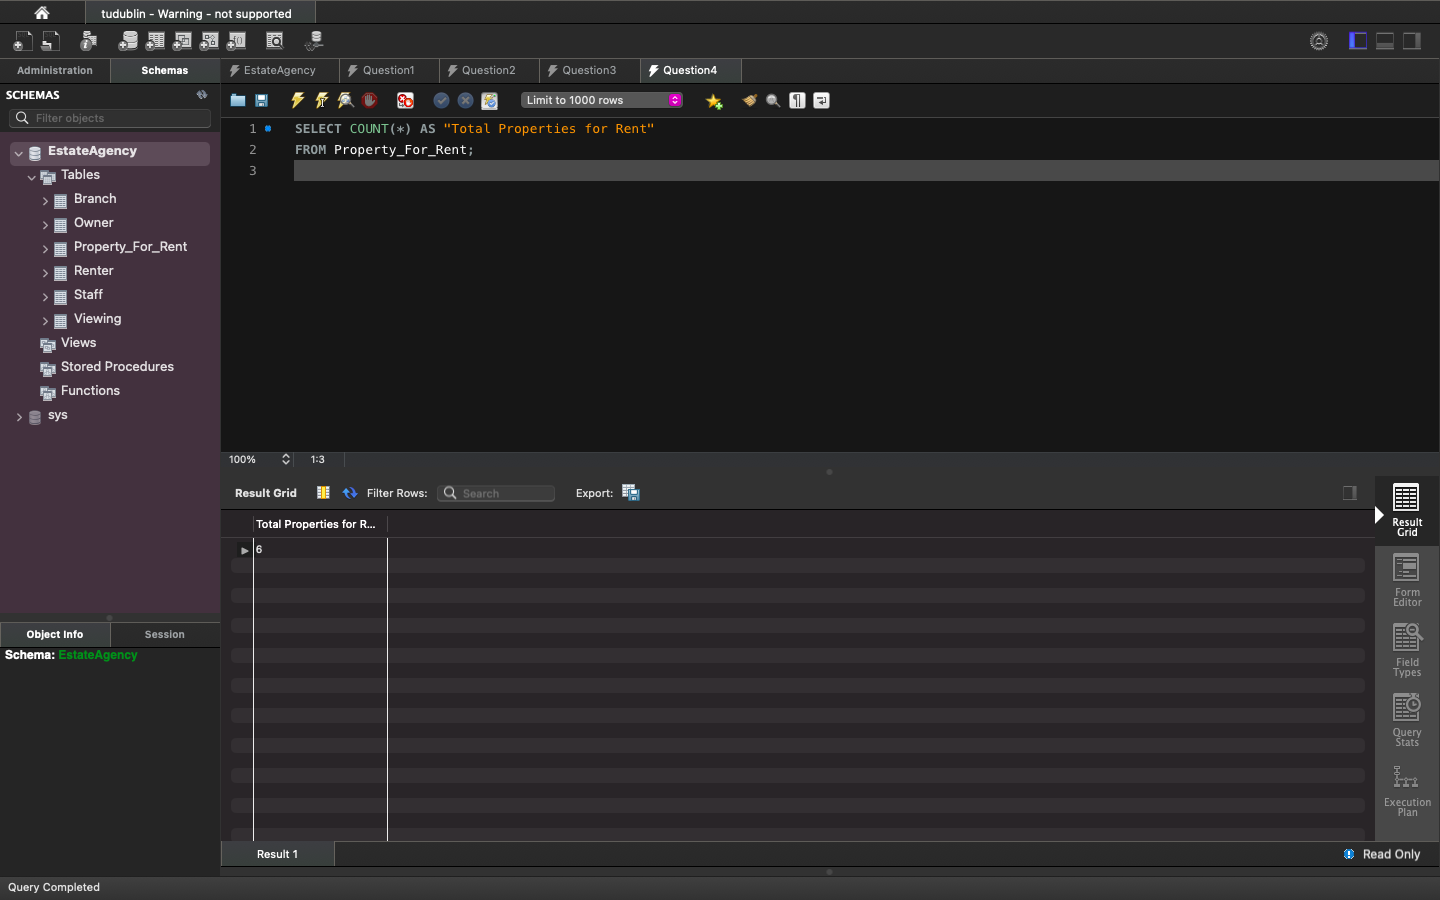 tudublin - Warning - not supported
Administration
Schemas
EstateAgency
Question1
Question2
Question3
Question4
SCHEMAS
Filter objects
Limit to 1000 rows
EstateAgency
Tables
Branch
Owner
Property_For_Rent
Renter
Staff
Viewing
Views
Stored Procedures
Functions
sys
1 SELECT COUNT(*) AS "Total Properties for Rent"
2 FROM Property_For_Rent;
3
100%
1:3
Result Grid
Filter Rows:
Search
Export:
Total Properties for R...
6
Result
Grid
Form
Editor
Field
Types
Query
Stats
Execution
Plan
Object Info
Session
Schema: EstateAgency
Result 1
Read Only
Query Completed